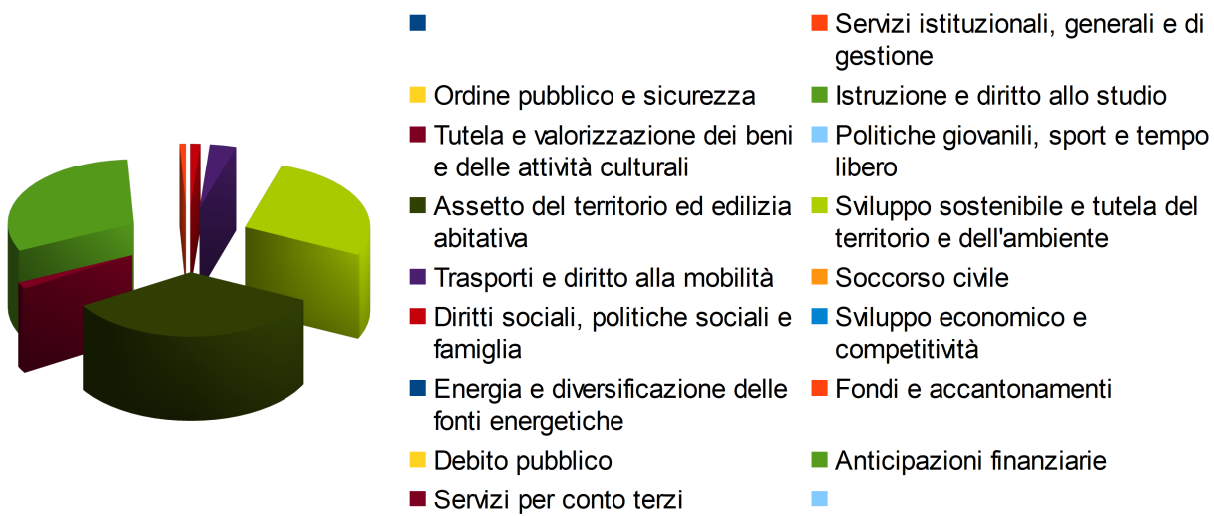 Servizi istituzionali, generali e di
gestione
Ordine pubblico e sicurezza
Istruzione e diritto allo studio
Tutela e valorizzazione dei beni
e delle attività culturali
Politiche giovanili, sport e tempo
libero
Assetto del territorio ed edilizia
abitativa
Sviluppo sostenibile e tutela del
territorio e dell'ambiente
Trasporti e diritto alla mobilità
Soccorso civile
Diritti sociali, politiche sociali e
famiglia
Sviluppo economico e
competitività
Energia e diversificazione delle
fonti energetiche
Fondi e accantonamenti
Debito pubblico
Anticipazioni finanziarie
Servizi per conto terzi